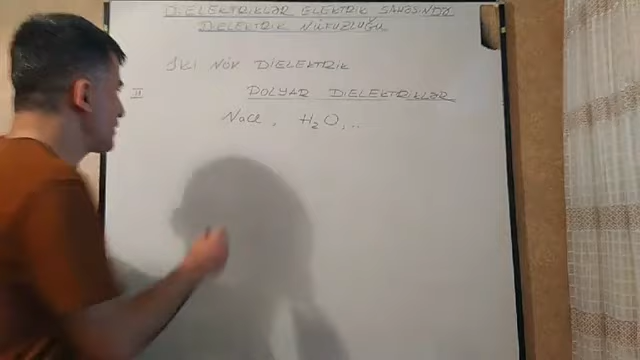 DİELEKTRİKLƏR ELEKTRİK SAHƏSİNDƏ
DİELEKTRİK NÜFUZLUĞU
İKİ NÖV DİELEKTRİK
II POLYAR DİELEKTRİKLƏR
NaCl, H₂O,...